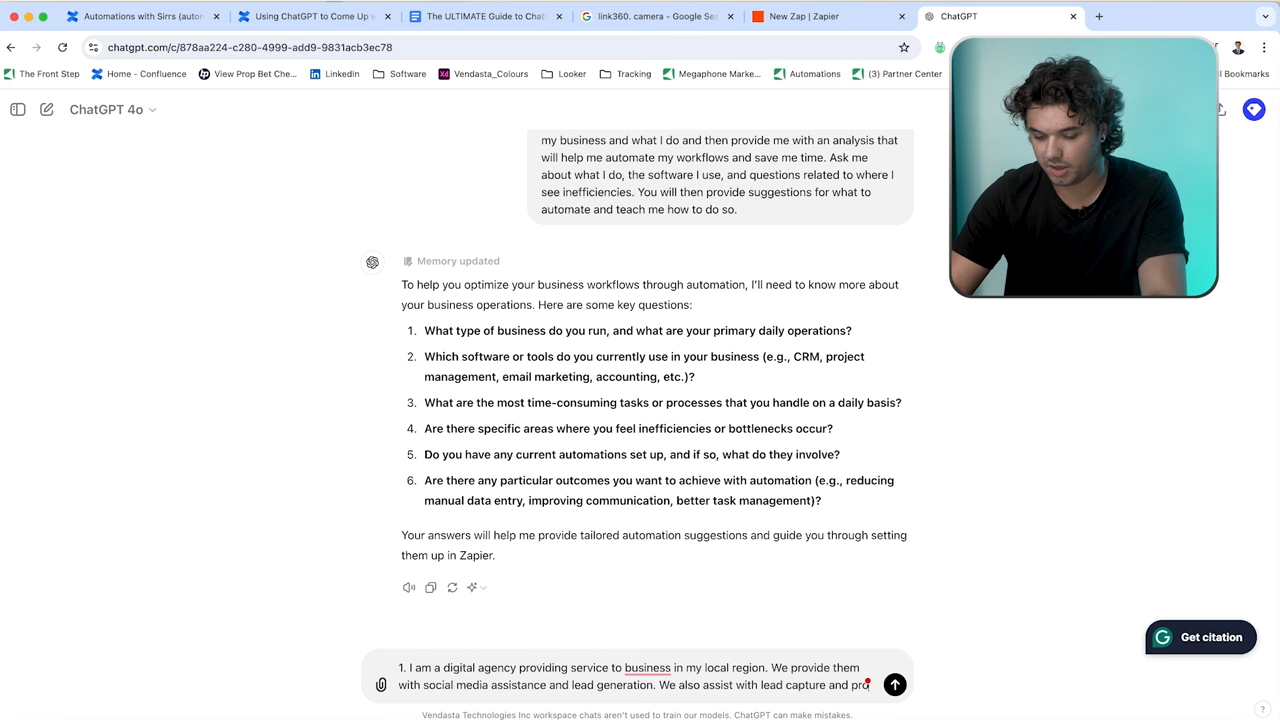 Automations with Sirrs (autor
Using ChatGPT to Come Up w
The ULTIMATE Guide to Chatl
link360. camera - Google Sea
New Zap | Zapier
ChatGPT
chatgpt.com/c/878aa224-c280-4999-add9-9831acb3ec78
The Front Step
Home - Confluence
View Prop Bet Che...
LinkedIn
Software
Xd
Vendasta_Colours
Looker
Tracking
Megaphone Marke...
Automations
(3) Partner Center
ll Bookmarks
ChatGPT 4o
my business and what I do and then provide me with an analysis that
will help me automate my workflows and save me time. Ask me
about what I do, the software I use, and questions related to where I
see inefficiencies. You will then provide suggestions for what to
automate and teach me how to do so.
Memory updated
To help you optimize your business workflows through automation, I'll need to know more about
your business operations. Here are some key questions:
1. What type of business do you run, and what are your primary daily operations?
2. Which software or tools do you currently use in your business (e.g., CRM, project
management, email marketing, accounting, etc.)?
3. What are the most time-consuming tasks or processes that you handle on a daily basis?
4. Are there specific areas where you feel inefficiencies or bottlenecks occur?
5. Do you have any current automations set up, and if so, what do they involve?
6. Are there any particular outcomes you want to achieve with automation (e.g., reducing
manual data entry, improving communication, better task management)?
Your answers will help me provide tailored automation suggestions and guide you through setting
them up in Zapier.
Get citation
1. I am a digital agency providing service to business in my local region. We provide them
with social media assistance and lead generation. We also assist with lead capture and pro
Vendasta Technologies Inc workspace chats aren't used to train our models. ChatGPT can make mistakes.
?